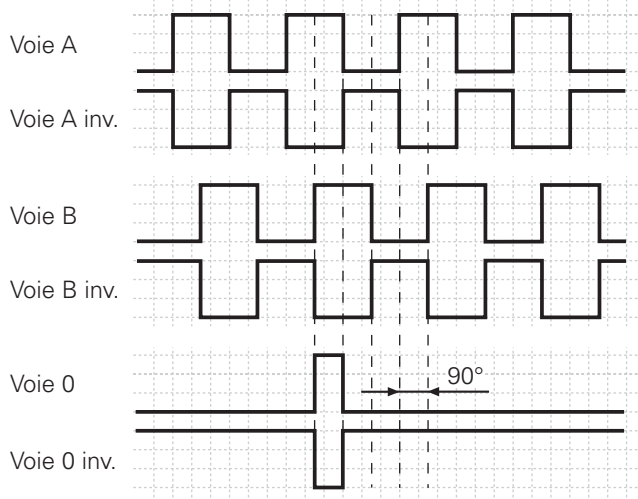 Voie A
Voie A inv.
Voie B
Voie B inv.
Voie 0
90°
Voie 0 inv.